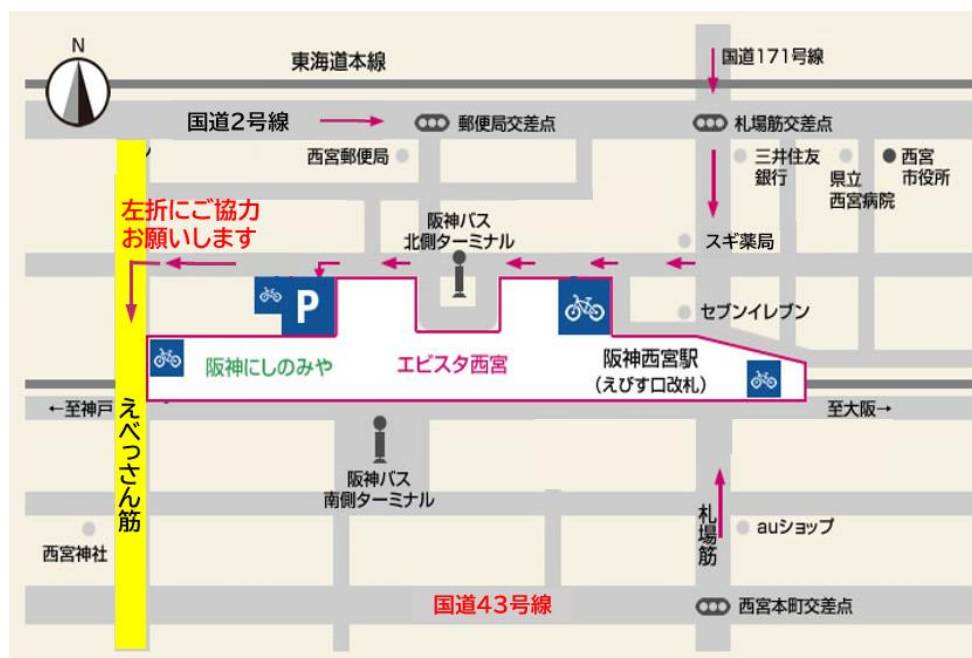 N
東海道本線
国道171号線
国道2号線
郵便局交差点
札場筋交差点
西宮郵便局
三井住友
銀行
県立
西宮病院
西宮
市役所
左折にご協力
お願いします
阪神バス
北側ターミナル
スギ薬局
P
セブンイレブン
阪神にしのみや
エビスタ西宮
阪神西宮駅
(えびす口改札)
←至神戸
至大阪→
えべっさん筋
阪神バス
南側ターミナル
西宮神社
札場筋
auショップ
国道43号線
西宮本町交差点